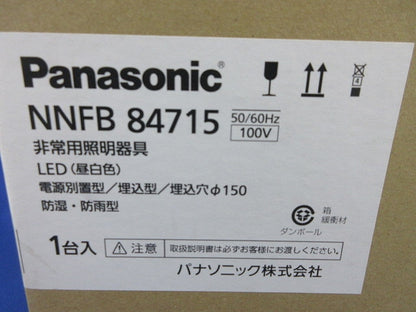 Panasonic®
NNFB 84715 50/60Hz 100V
非常用照明器具
LED(昼白色)
電源別置型/埋込型/埋込穴φ150
防湿・防雨型
箱
緩衝材
ダンボール
1台入 注意 取扱説明書は必ずお客様にお渡しください。
パナソニック株式会社
4